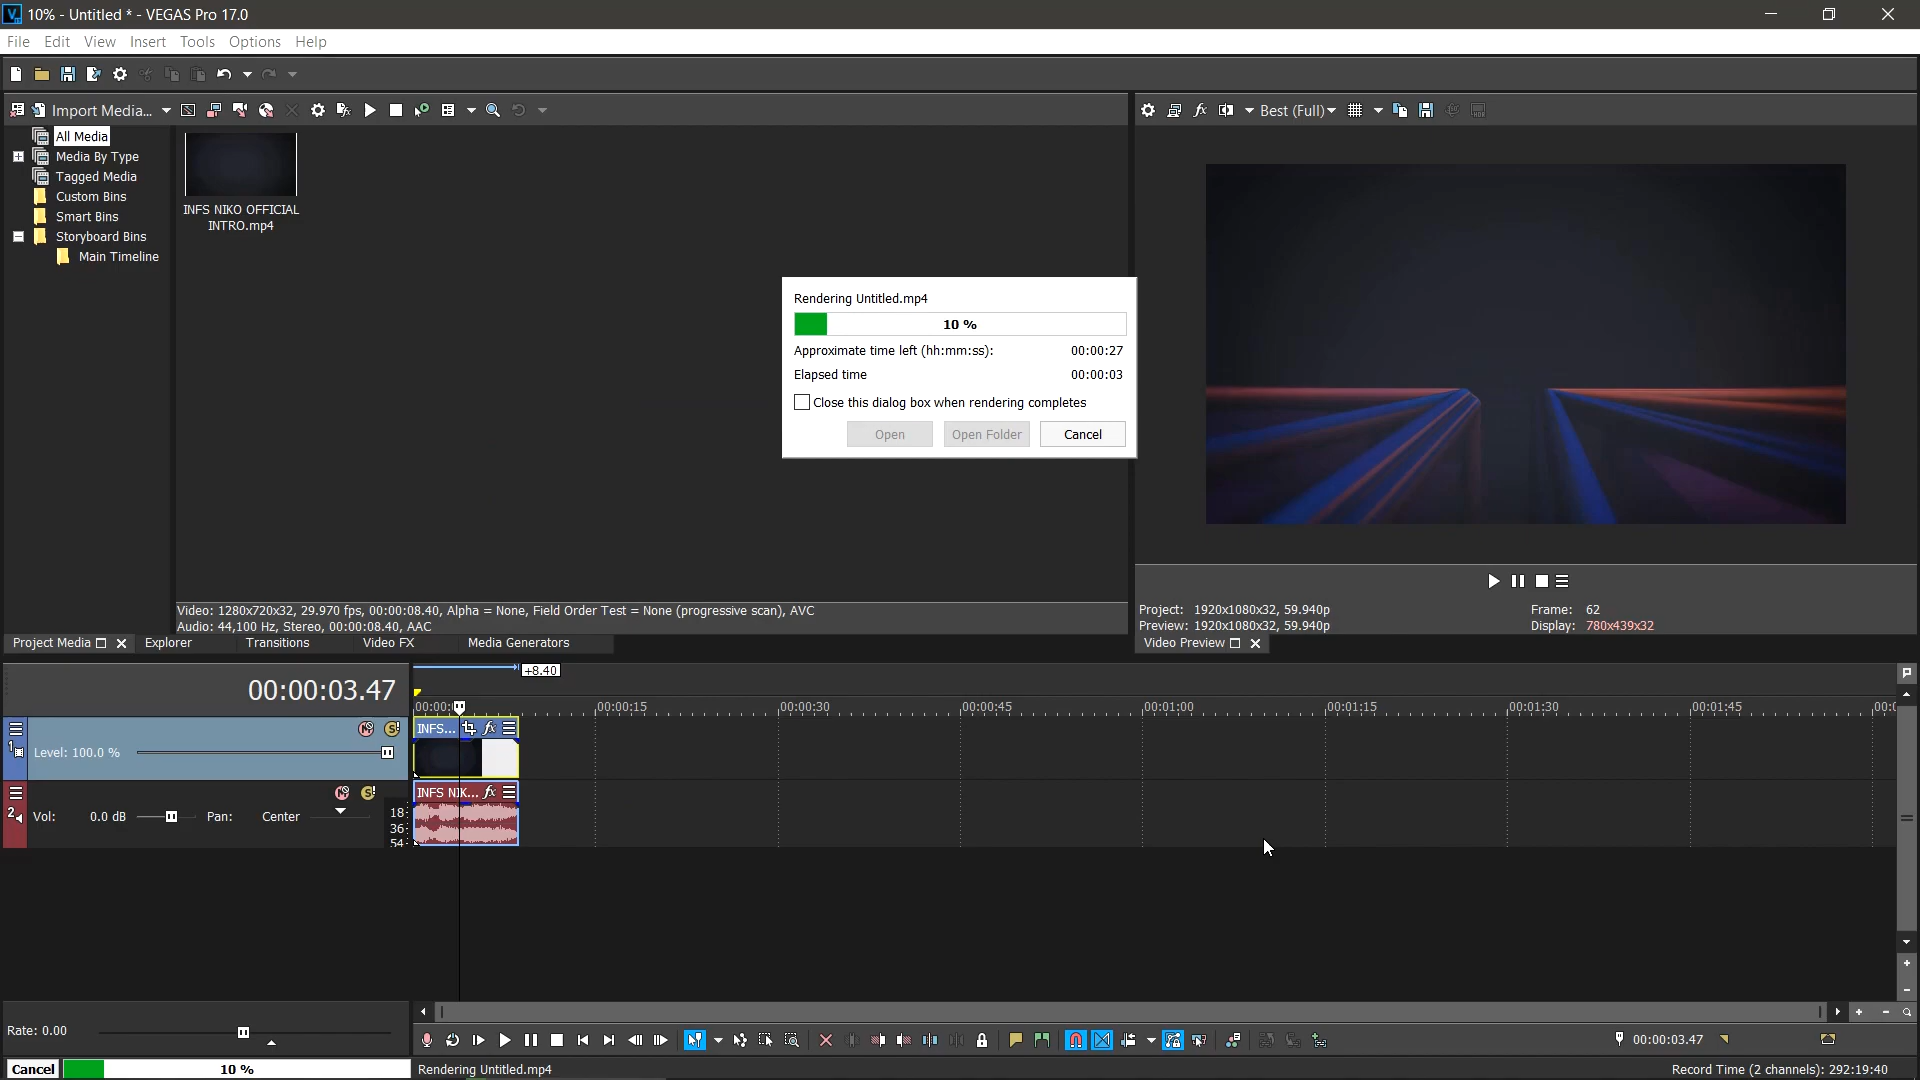 10% - Untitled * - VEGAS Pro 17.0
File Edit View Insert Tools Options Help
Import Media...
Best (Full)
All Media
Media By Type
Tagged Media
Custom Bins
Smart Bins
Storyboard Bins
Main Timeline
INFS NIKO OFFICIAL
INTRO.mp4
Rendering Untitled.mp4
10 %
Approximate time left (hh:mm:ss): 00:00:27
Elapsed time 00:00:03
Close this dialog box when rendering completes
Open Open Folder Cancel
Video: 1280x720x32, 29.970 fps, 00:00:08.40, Alpha = None, Field Order Test = None (progressive scan), AVC
Audio: 44,100 Hz, Stereo, 00:00:08.40, AAC
Project Media Explorer Transitions Video FX Media Generators
Project: 1920x1080x32, 59.940p Frame: 62
Preview: 1920x1080x32, 59.940p Display: 780x439x32
Video Preview
+8.40
00:00:03.47
00:00:15 00:00:30 00:00:45 00:01:00 00:01:15 00:01:30 00:01:45
1
Level: 100.0 %
INFS... fx
2
Vol: 0.0 dB Pan: Center
18
36
54
INFS NIK... fx
Rate: 0.00
00:00:03.47
Cancel 10 % Rendering Untitled.mp4 Record Time (2 channels): 292:19:40